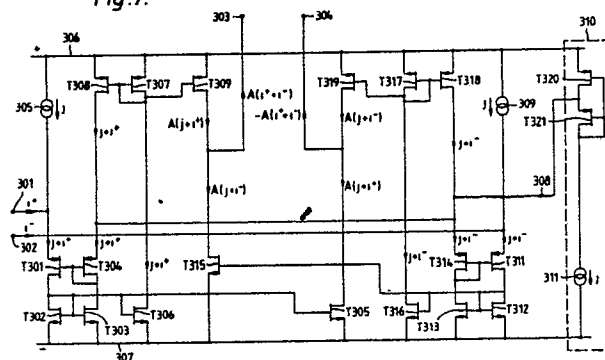 Fig.7.
303 304 310
+ 306
T308 T307 T309 T319 T317 T318 T320
305 j A(i⁺-i⁻) -A(i⁺-i⁻) 309 j T321
j+i⁺ A(j+i⁺) A(j+i⁻) j+i⁻
301 i⁺ A(j+i⁻) A(j+i⁺) 308
302 i⁻
j+i⁺ j+i⁺ j+i⁺ j+i⁻ j+i⁻ j+i⁻
T301 T304 T315 T314 T311
311 j
T302 T303 T306 T305 T316 T313 T312
- 307